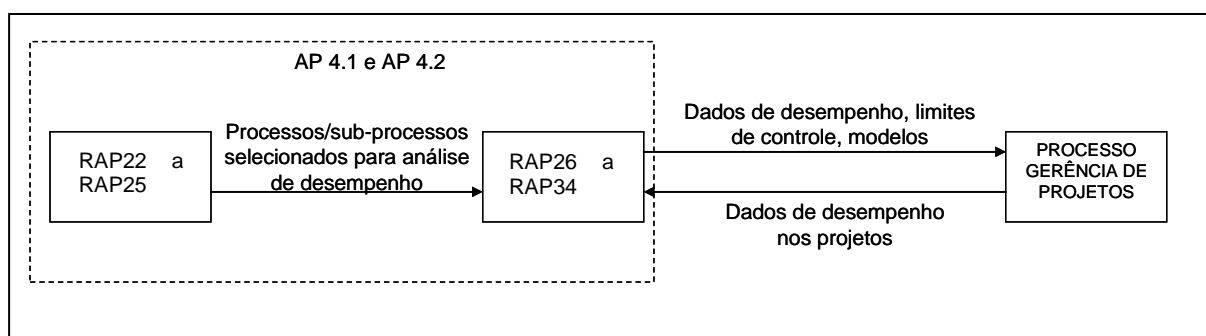 AP 4.1 e AP 4.2
RAP22 a
RAP25
Processos/sub-processos
selecionados para análise
de desempenho
RAP26 a
RAP34
Dados de desempenho, limites
de controle, modelos
Dados de desempenho
nos projetos
PROCESSO
GERÊNCIA DE
PROJETOS